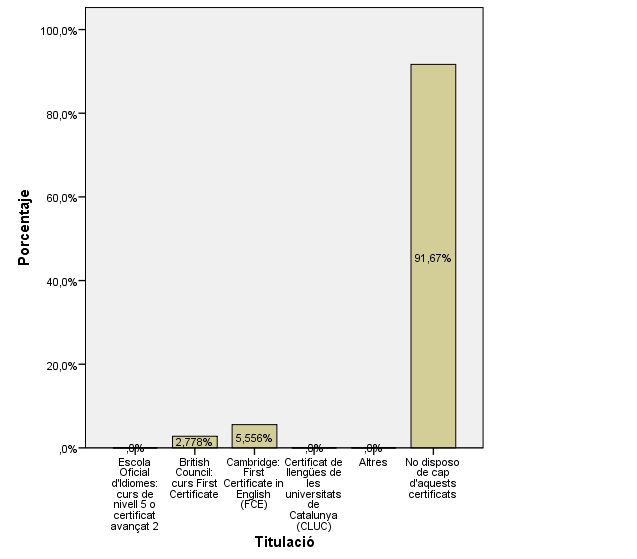 100,0%
80,0%
60,0%
40,0%
20,0%
,0%
Porcentaje
,0%
2,778%
5,556%
,0%
,0%
91,67%
Escola
Oficial
d'Idiomes:
curs de
nivell 5 o
certificat
avançat 2
British
Council:
curs First
Certificate
Cambridge:
First
Certificate in
English
(FCE)
Certificat de
llengües de
les
universitats
de
Catalunya
(CLUC)
Altres
No disposo
de cap
d'aquests
certificats
Titulació